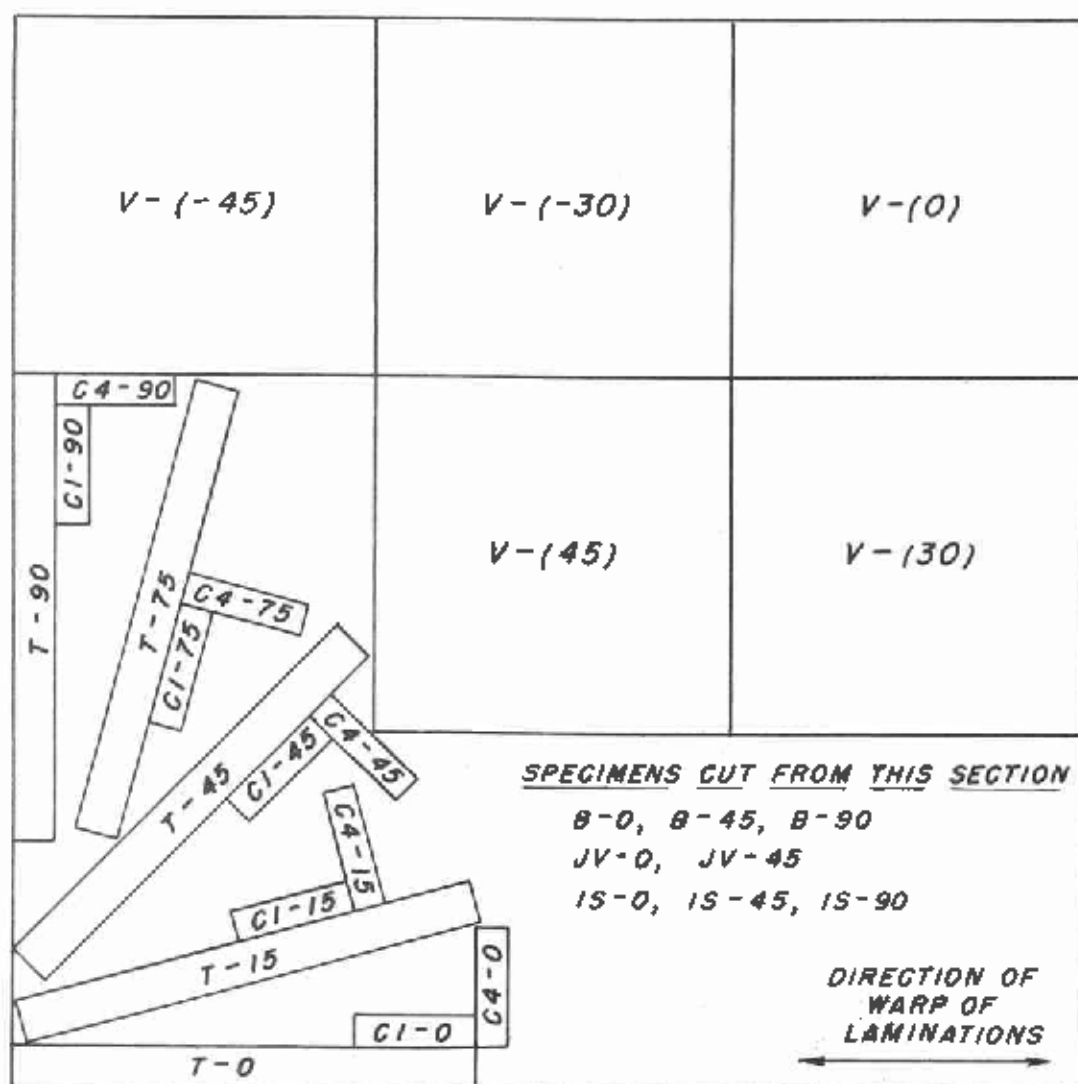 V-(-45)
V-(-30)
V-(0)
C4-90
C1-90
T-90
T-75
C4-75
C1-75
V-(45)
V-(30)
T-45
C1-45
C4-45
C4-15
C1-15
T-15
C4-0
C1-0
T-0
SPECIMENS CUT FROM THIS SECTION
B-0, B-45, B-90
JV-0, JV-45
IS-0, IS-45, IS-90
DIRECTION OF
WARP OF
LAMINATIONS